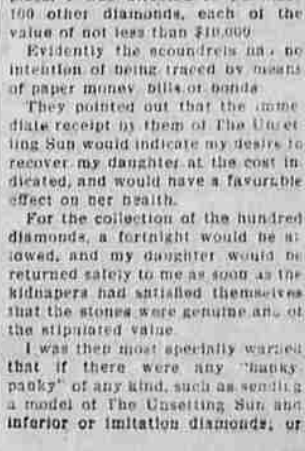 100 other diamonds, each of the
value of not less than $10,000
Evidently the scoundrels had no
intention of being traced by means
of paper money, bills or bonds
They pointed out that the imme
diate receipt by them of The Unset
ting Sun would indicate my desire to
recover my daughter at the cost in
dicated, and would have a favorable
effect on her health.
For the collection of the hundred
diamonds, a fortnight would be al
lowed, and my daughter would be
returned safely to me as soon as the
kidnapers had satisfied themselves
that the stones were genuine and of
the stipulated value.
I was then most specially warned
that if there were any "hanky
panky" of any kind, such as sending
a model of The Unsetting Sun and
inferior or imitation diamonds, or